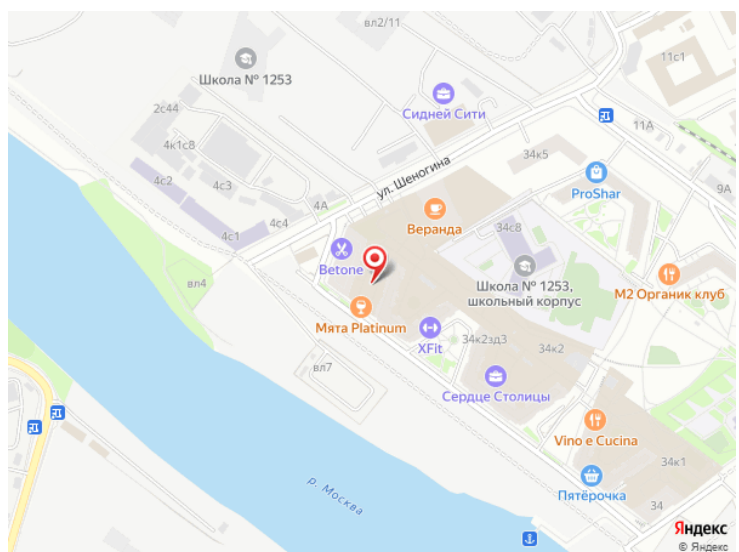 вл2/11
11с1
Школа № 1253
Сидней Сити
2с44
11А
4к1с8
34к5
ул. Шеногина
4с2
4с3
ProShar
9А
4А
4с4
Веранда
34с8
4с1
Betone
Школа № 1253,
школьный корпус
вл4
М2 Органик клуб
Мята Platinum
XFit
34к2зд3
34к2
вл7
Сердце Столицы
Vino e Cucina
34к1
р. Москва
Пятёрочка
34
Яндекс
© Яндекс